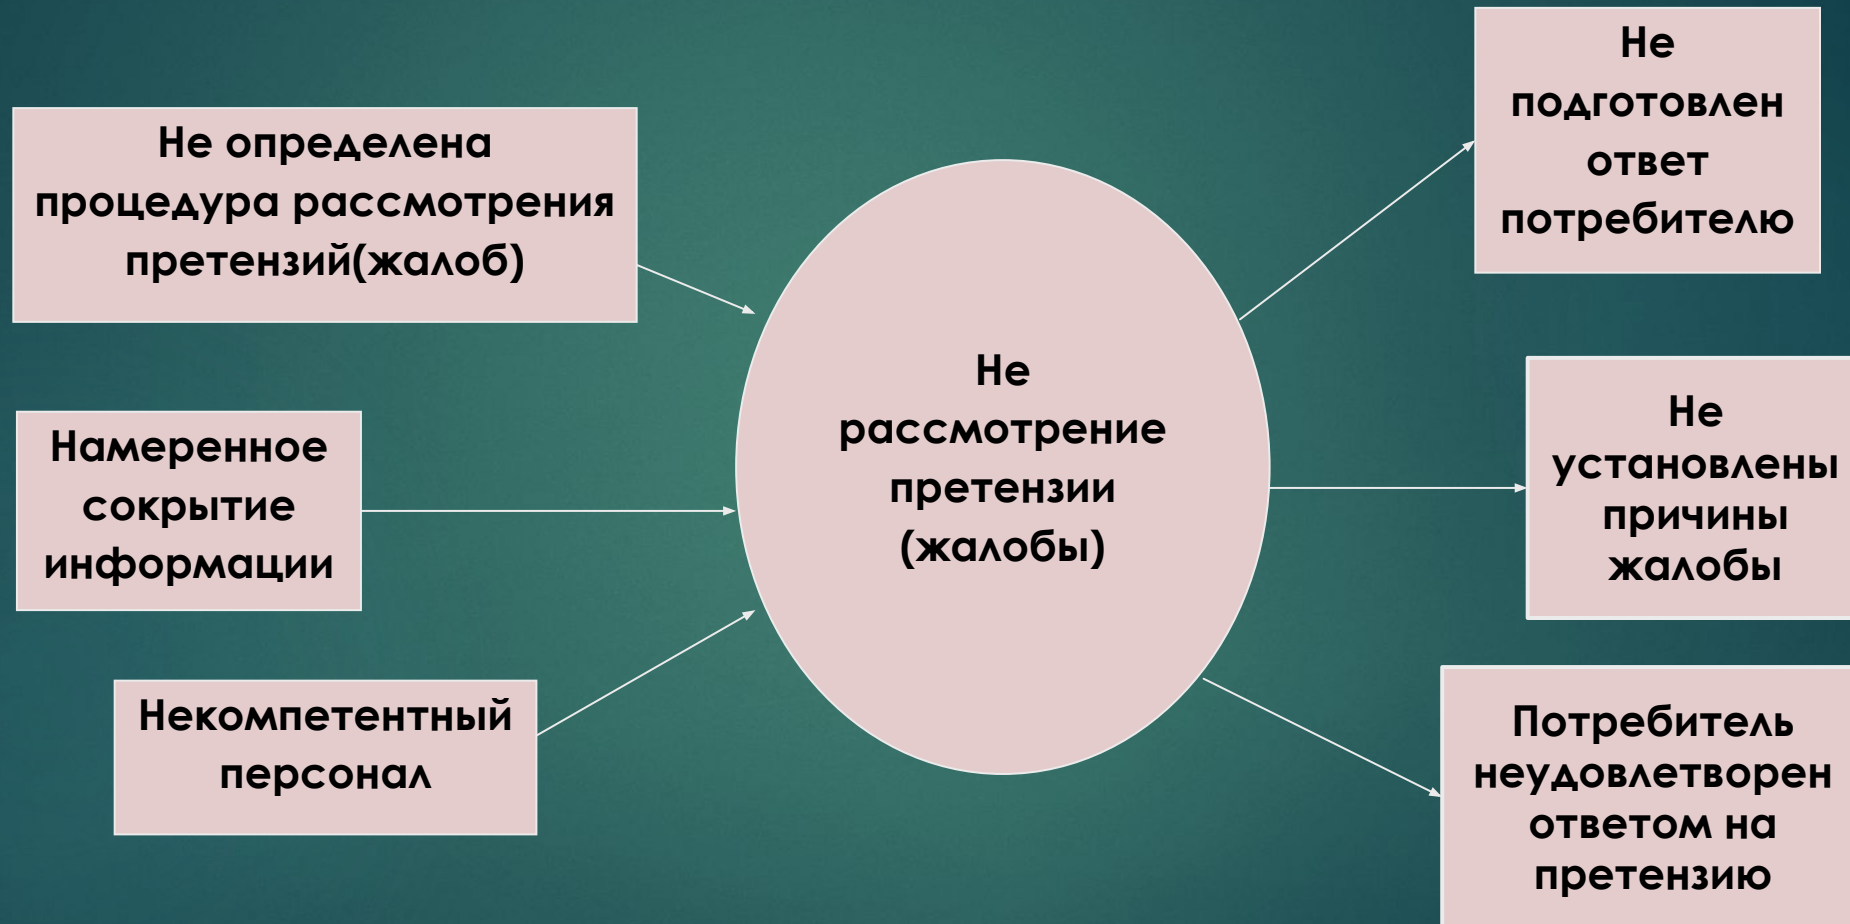 Не определена
процедура рассмотрения
претензий(жалоб)
Намеренное
сокрытие
информации
Некомпетентный
персонал
Не
рассмотрение
претензии
(жалобы)
Не
подготовлен
ответ
потребителю
Не
установлены
причины
жалобы
Потребитель
неудовлетворен
ответом на
претензию